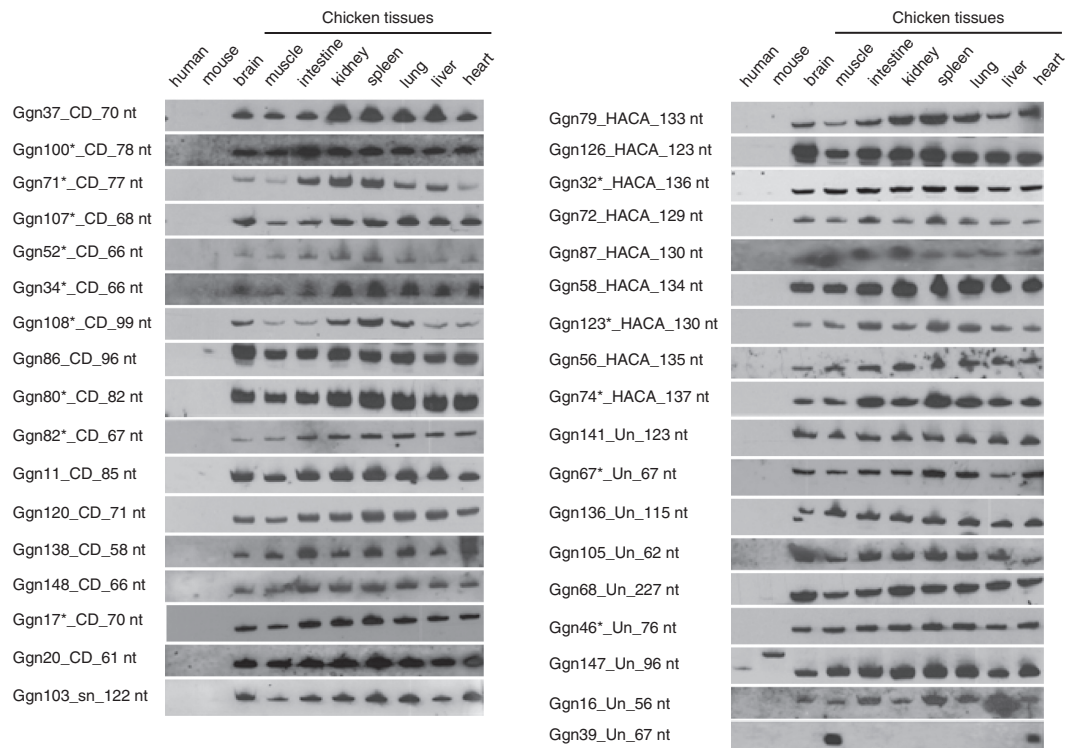 Chicken tissues
human
mouse
brain
muscle
intestine
kidney
spleen
lung
liver
heart
Ggn37_CD_70 nt
Ggn100*_CD_78 nt
Ggn71*_CD_77 nt
Ggn107*_CD_68 nt
Ggn52*_CD_66 nt
Ggn34*_CD_66 nt
Ggn108*_CD_99 nt
Ggn86_CD_96 nt
Ggn80*_CD_82 nt
Ggn82*_CD_67 nt
Ggn11_CD_85 nt
Ggn120_CD_71 nt
Ggn138_CD_58 nt
Ggn148_CD_66 nt
Ggn17*_CD_70 nt
Ggn20_CD_61 nt
Ggn103_sn_122 nt
Chicken tissues
human
mouse
brain
muscle
intestine
kidney
spleen
lung
liver
heart
Ggn79_HACA_133 nt
Ggn126_HACA_123 nt
Ggn32*_HACA_136 nt
Ggn72_HACA_129 nt
Ggn87_HACA_130 nt
Ggn58_HACA_134 nt
Ggn123*_HACA_130 nt
Ggn56_HACA_135 nt
Ggn74*_HACA_137 nt
Ggn141_Un_123 nt
Ggn67*_Un_67 nt
Ggn136_Un_115 nt
Ggn105_Un_62 nt
Ggn68_Un_227 nt
Ggn46*_Un_76 nt
Ggn147_Un_96 nt
Ggn16_Un_56 nt
Ggn39_Un_67 nt